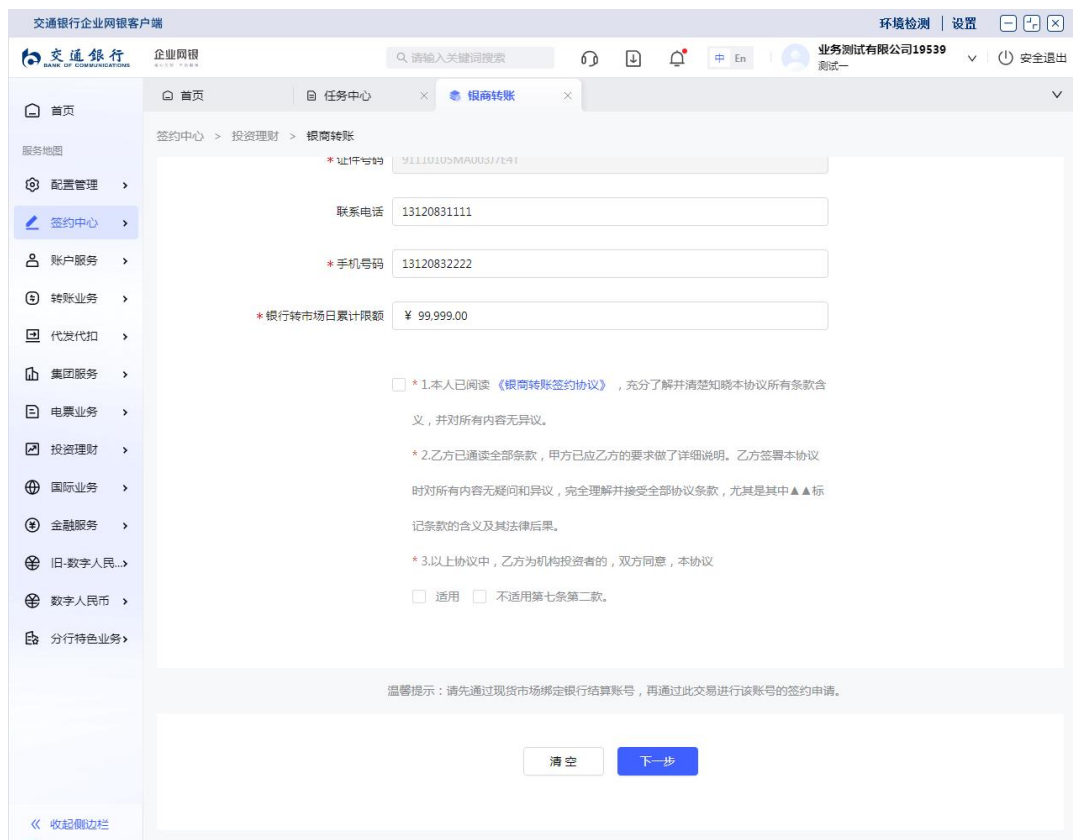 交通银行企业网银客户端
环境检测 | 设置
交通銀行 企业网银
BANK OF COMMUNICATIONS
请输入关键词搜索
中 En
业务测试有限公司19539
测试一
安全退出
首页
服务地图
配置管理
签约中心
账户服务
转账业务
代发代扣
集团服务
电票业务
投资理财
国际业务
金融服务
旧-数字人民...
数字人民币
分行特色业务
收起侧边栏
首页 任务中心 银商转账
签约中心 > 投资理财 > 银商转账
*证件号码 91110105MA003J7E4T
联系电话 13120831111
*手机号码 13120832222
*银行转市场日累计限额 ¥ 99,999.00
* 1.本人已阅读 《银商转账签约协议》 ，充分了解并清楚知晓本协议所有条款含
义，并对所有内容无异议。
* 2.乙方已通读全部条款，甲方已应乙方的要求做了详细说明。乙方签署本协议
时对所有内容无疑问和异议，完全理解并接受全部协议条款，尤其是其中▲▲标
记条款的含义及其法律后果。
* 3.以上协议中，乙方为机构投资者的，双方同意，本协议
适用 不适用第七条第二款。
温馨提示：请先通过现货市场绑定银行结算账号，再通过此交易进行该账号的签约申请。
清空 下一步